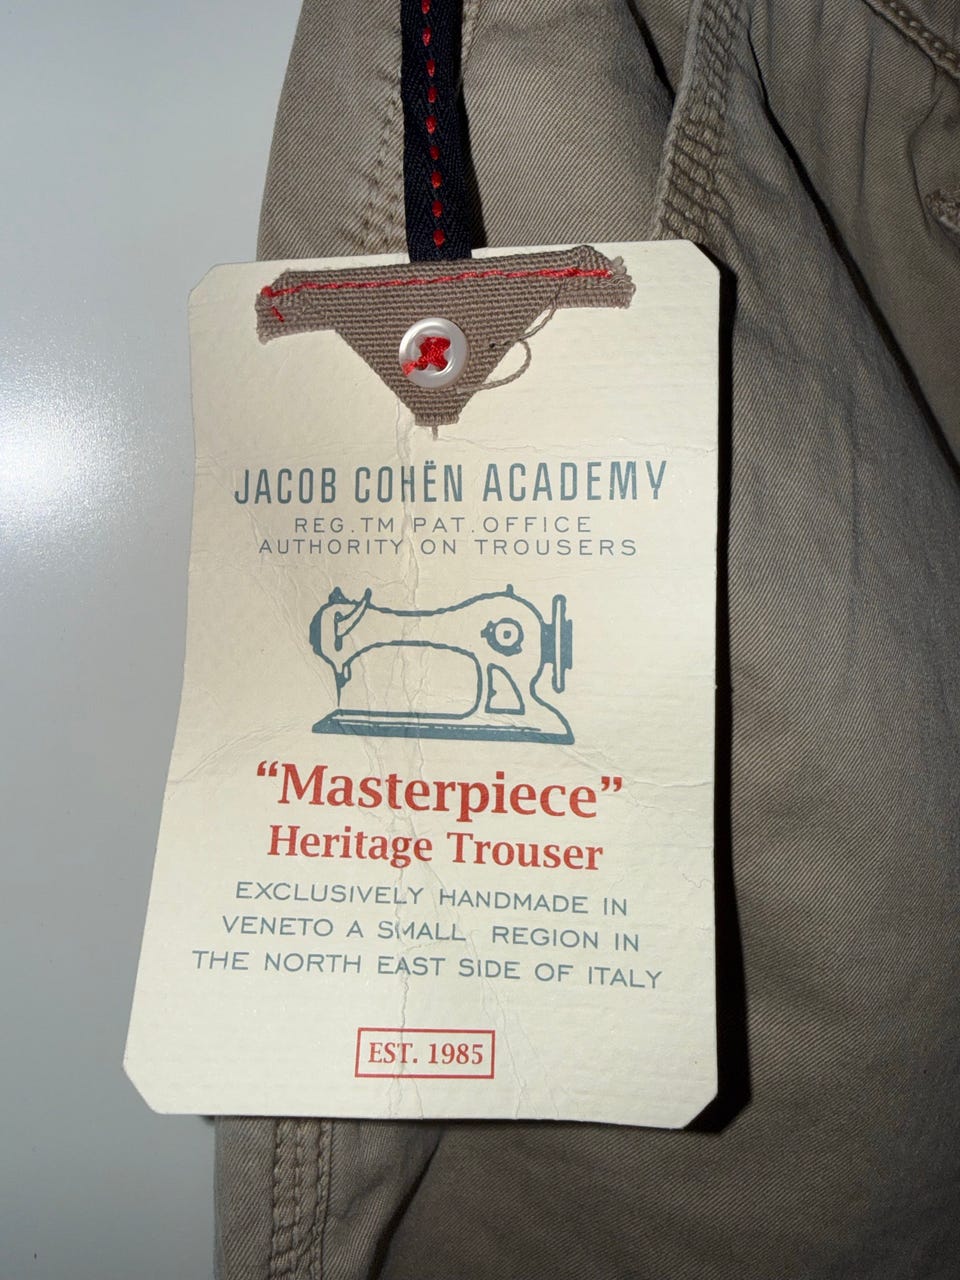 JACOB COHËN ACADEMY
REG.TM PAT.OFFICE
AUTHORITY ON TROUSERS
“Masterpiece”
Heritage Trouser
EXCLUSIVELY HANDMADE IN
VENETO A SMALL REGION IN
THE NORTH EAST SIDE OF ITALY
EST. 1985